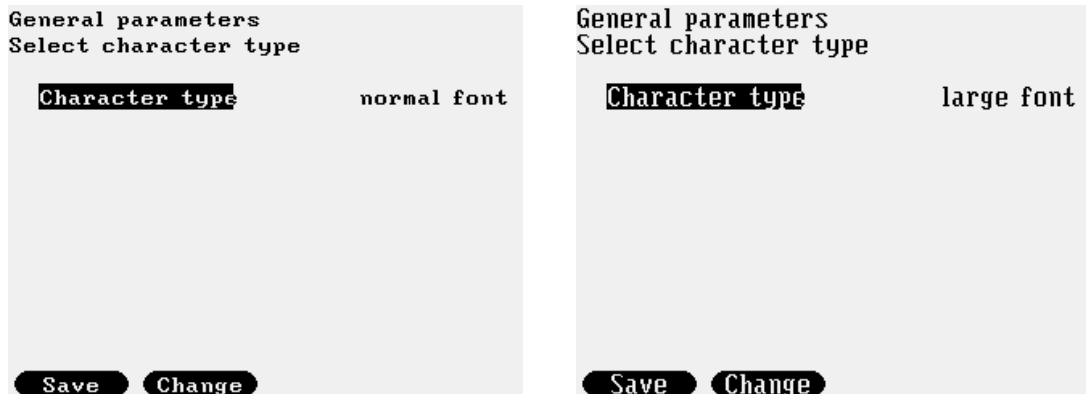 General parameters
Select character type
Character type normal font
Save Change
General parameters
Select character type
Character type large font
Save Change